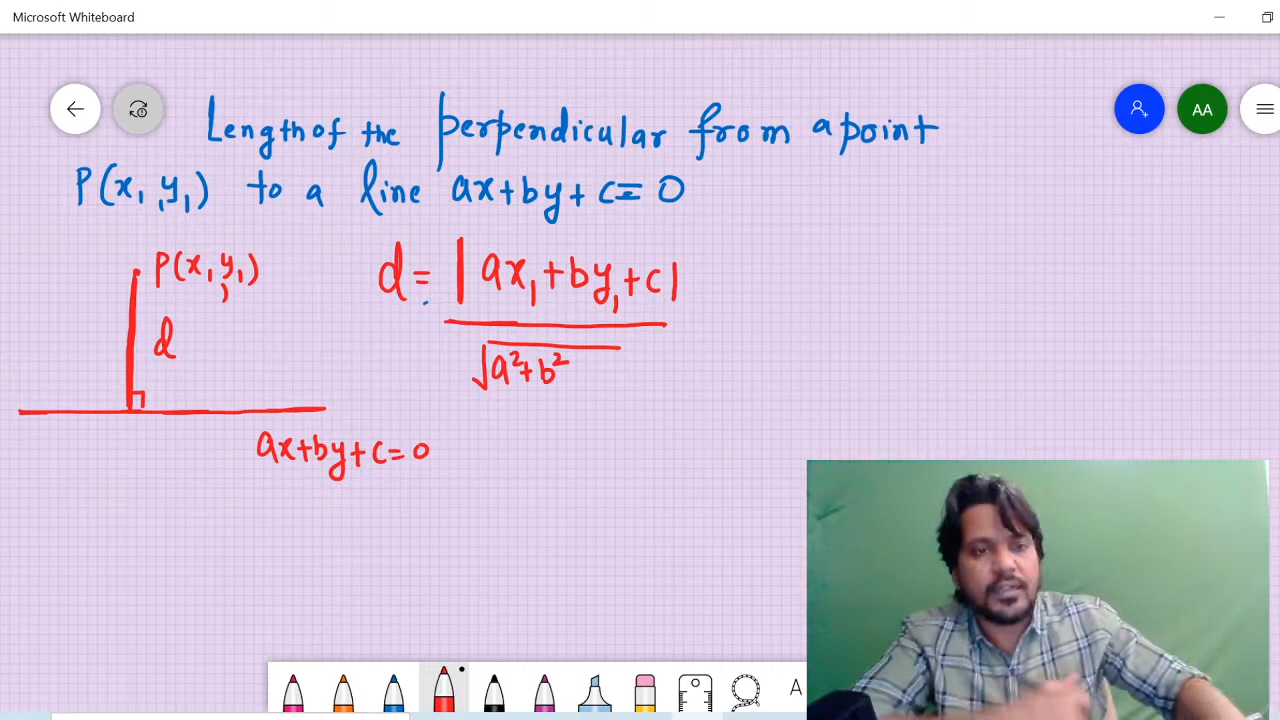 Microsoft Whiteboard
AA
Length of the perpendicular from a point
P(x₁, y₁) to a line ax+by+c=0
P(x₁, y₁)
d
ax+by+c=0
d = |ax₁+by₁+c|
√a²+b²
A